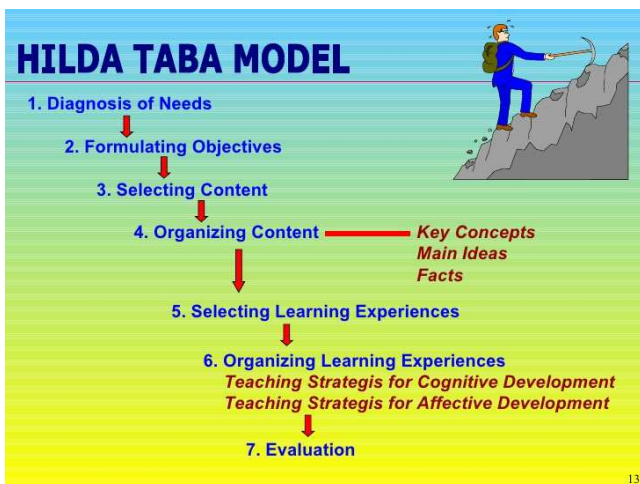 HILDA TABA MODEL
1. Diagnosis of Needs
2. Formulating Objectives
3. Selecting Content
4. Organizing Content
Key Concepts
Main Ideas
Facts
5. Selecting Learning Experiences
6. Organizing Learning Experiences
Teaching Strategis for Cognitive Development
Teaching Strategis for Affective Development
7. Evaluation
13